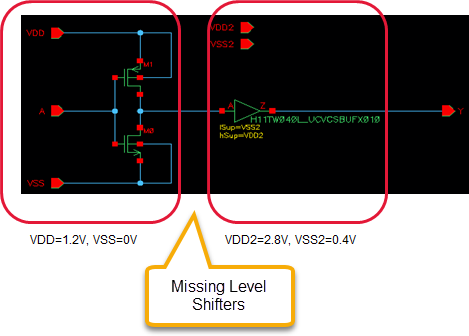 VDD
VDD2
VSS2
M1
A
A
Z
Y
H11TW040L_UCVCSBUFX010
lSup=VSS2
hSup=VDD2
M0
VSS
VDD=1.2V, VSS=0V
VDD2=2.8V, VSS2=0.4V
Missing Level
Shifters